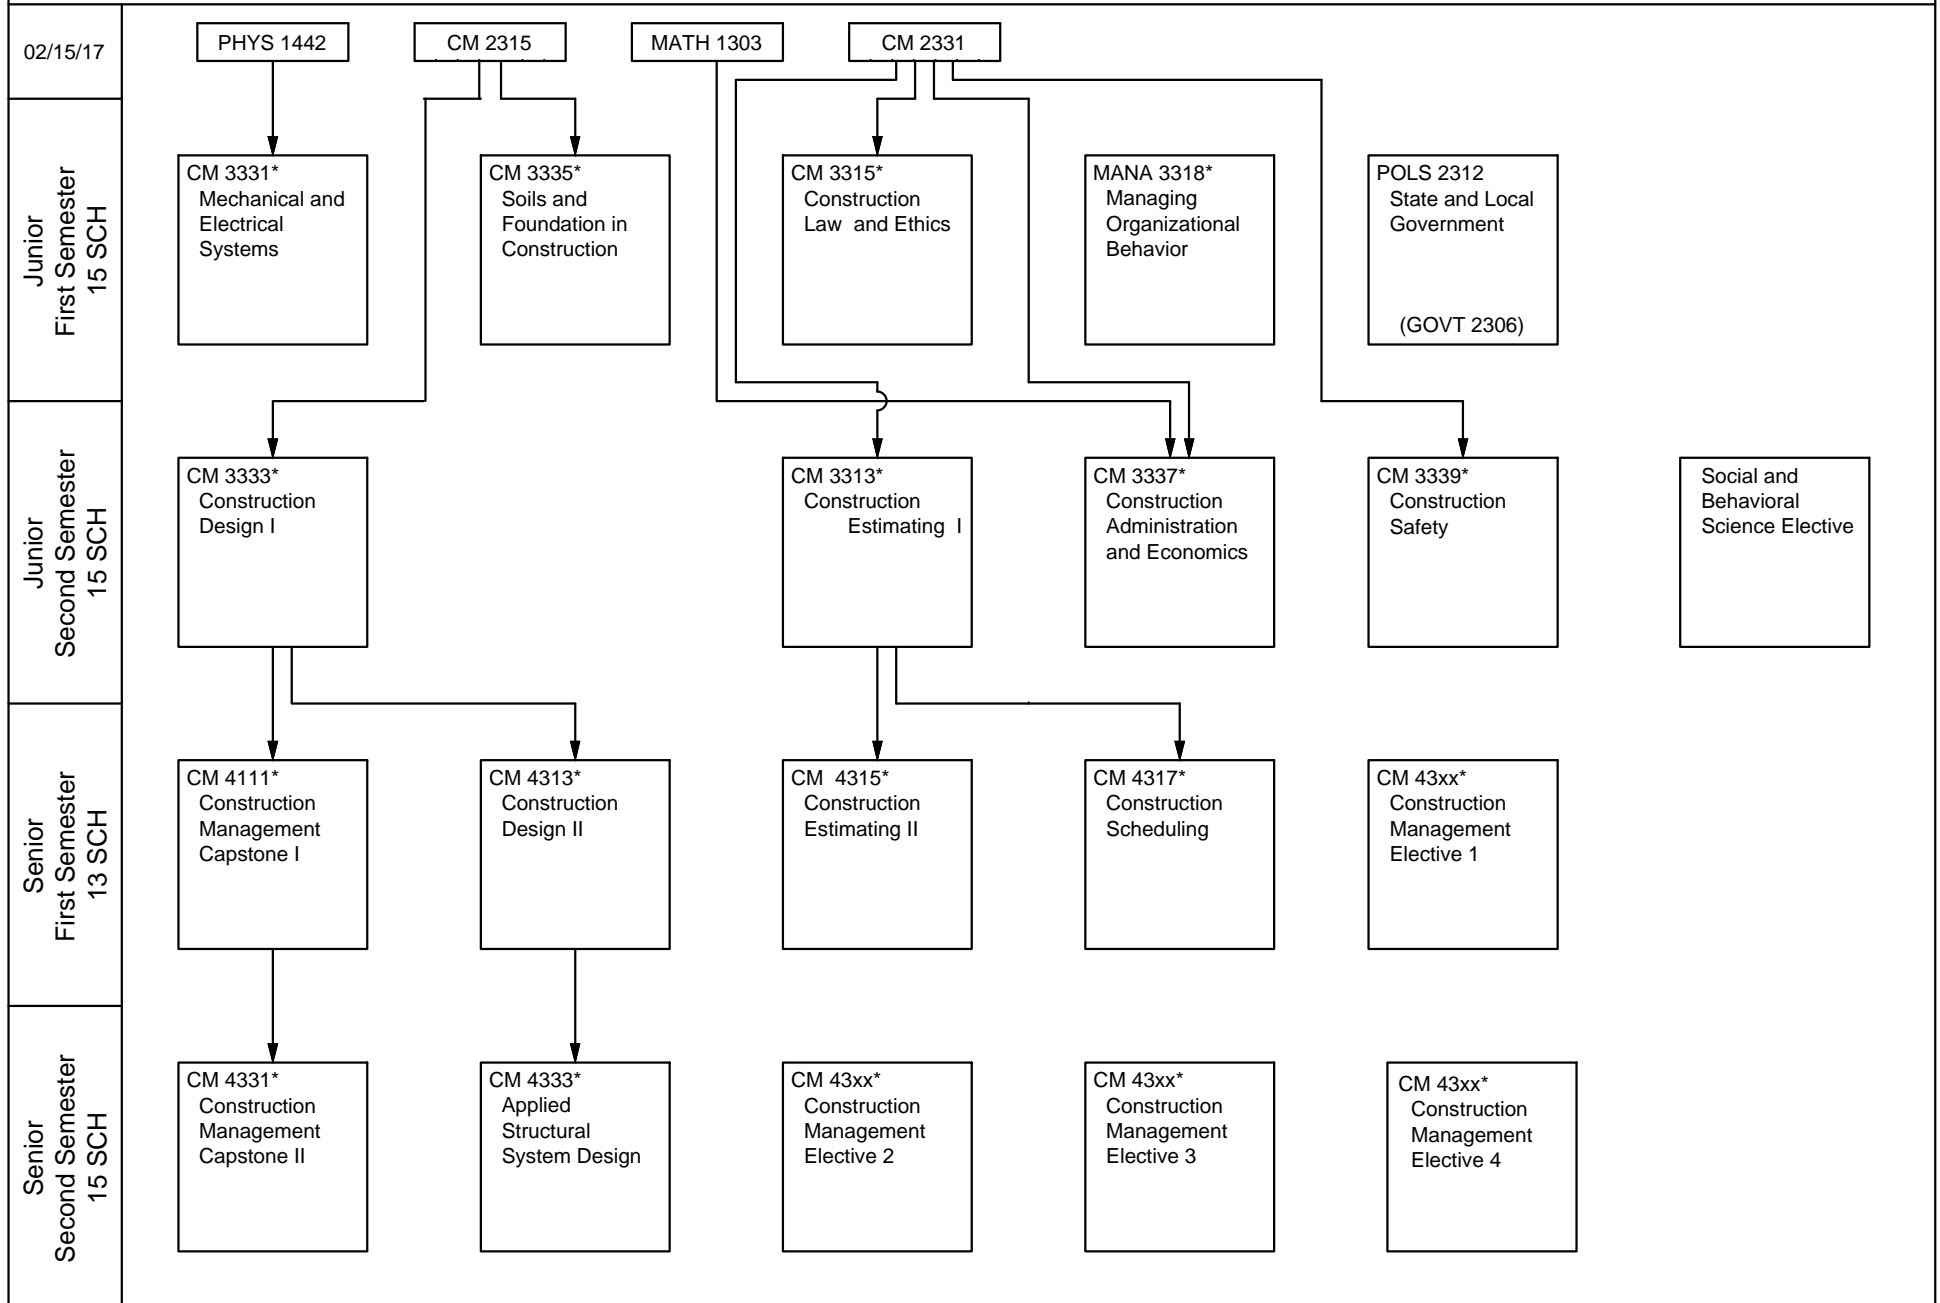 02/15/17
PHYS 1442
CM 2315
MATH 1303
CM 2331
Junior
First Semester
15 SCH
CM 3331*
Mechanical and
Electrical
Systems
CM 3335*
Soils and
Foundation in
Construction
CM 3315*
Construction
Law and Ethics
MANA 3318*
Managing
Organizational
Behavior
POLS 2312
State and Local
Government
(GOVT 2306)
Junior
Second Semester
15 SCH
CM 3333*
Construction
Design I
CM 3313*
Construction
Estimating I
CM 3337*
Construction
Administration
and Economics
CM 3339*
Construction
Safety
Social and
Behavioral
Science Elective
Senior
First Semester
13 SCH
CM 4111*
Construction
Management
Capstone I
CM 4313*
Construction
Design II
CM 4315*
Construction
Estimating II
CM 4317*
Construction
Scheduling
CM 43xx*
Construction
Management
Elective 1
Senior
Second Semester
15 SCH
CM 4331*
Construction
Management
Capstone II
CM 4333*
Applied
Structural
System Design
CM 43xx*
Construction
Management
Elective 2
CM 43xx*
Construction
Management
Elective 3
CM 43xx*
Construction
Management
Elective 4